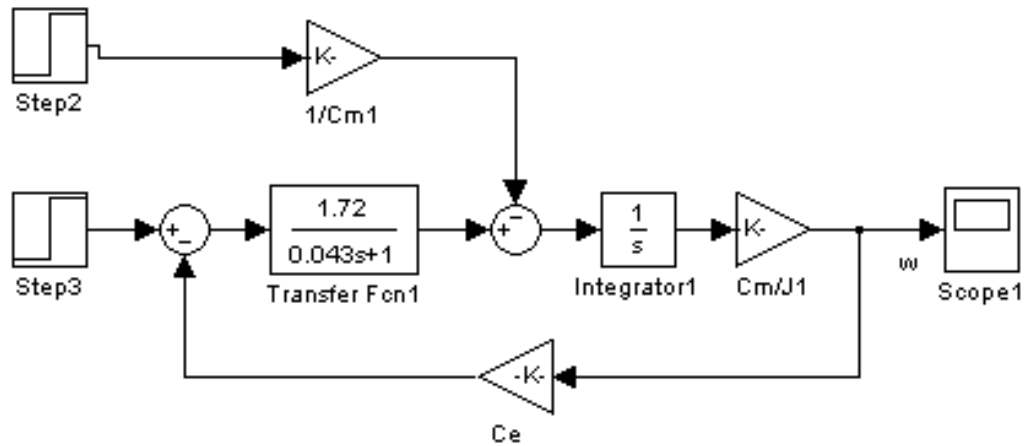 K-
Step2
1/Cm1
+
-
1.72
0.043s+1
-
+
1
s
K-
w
Step3
Transfer Fcn1
Integrator1
Cm/J1
Scope1
-K-
Ce